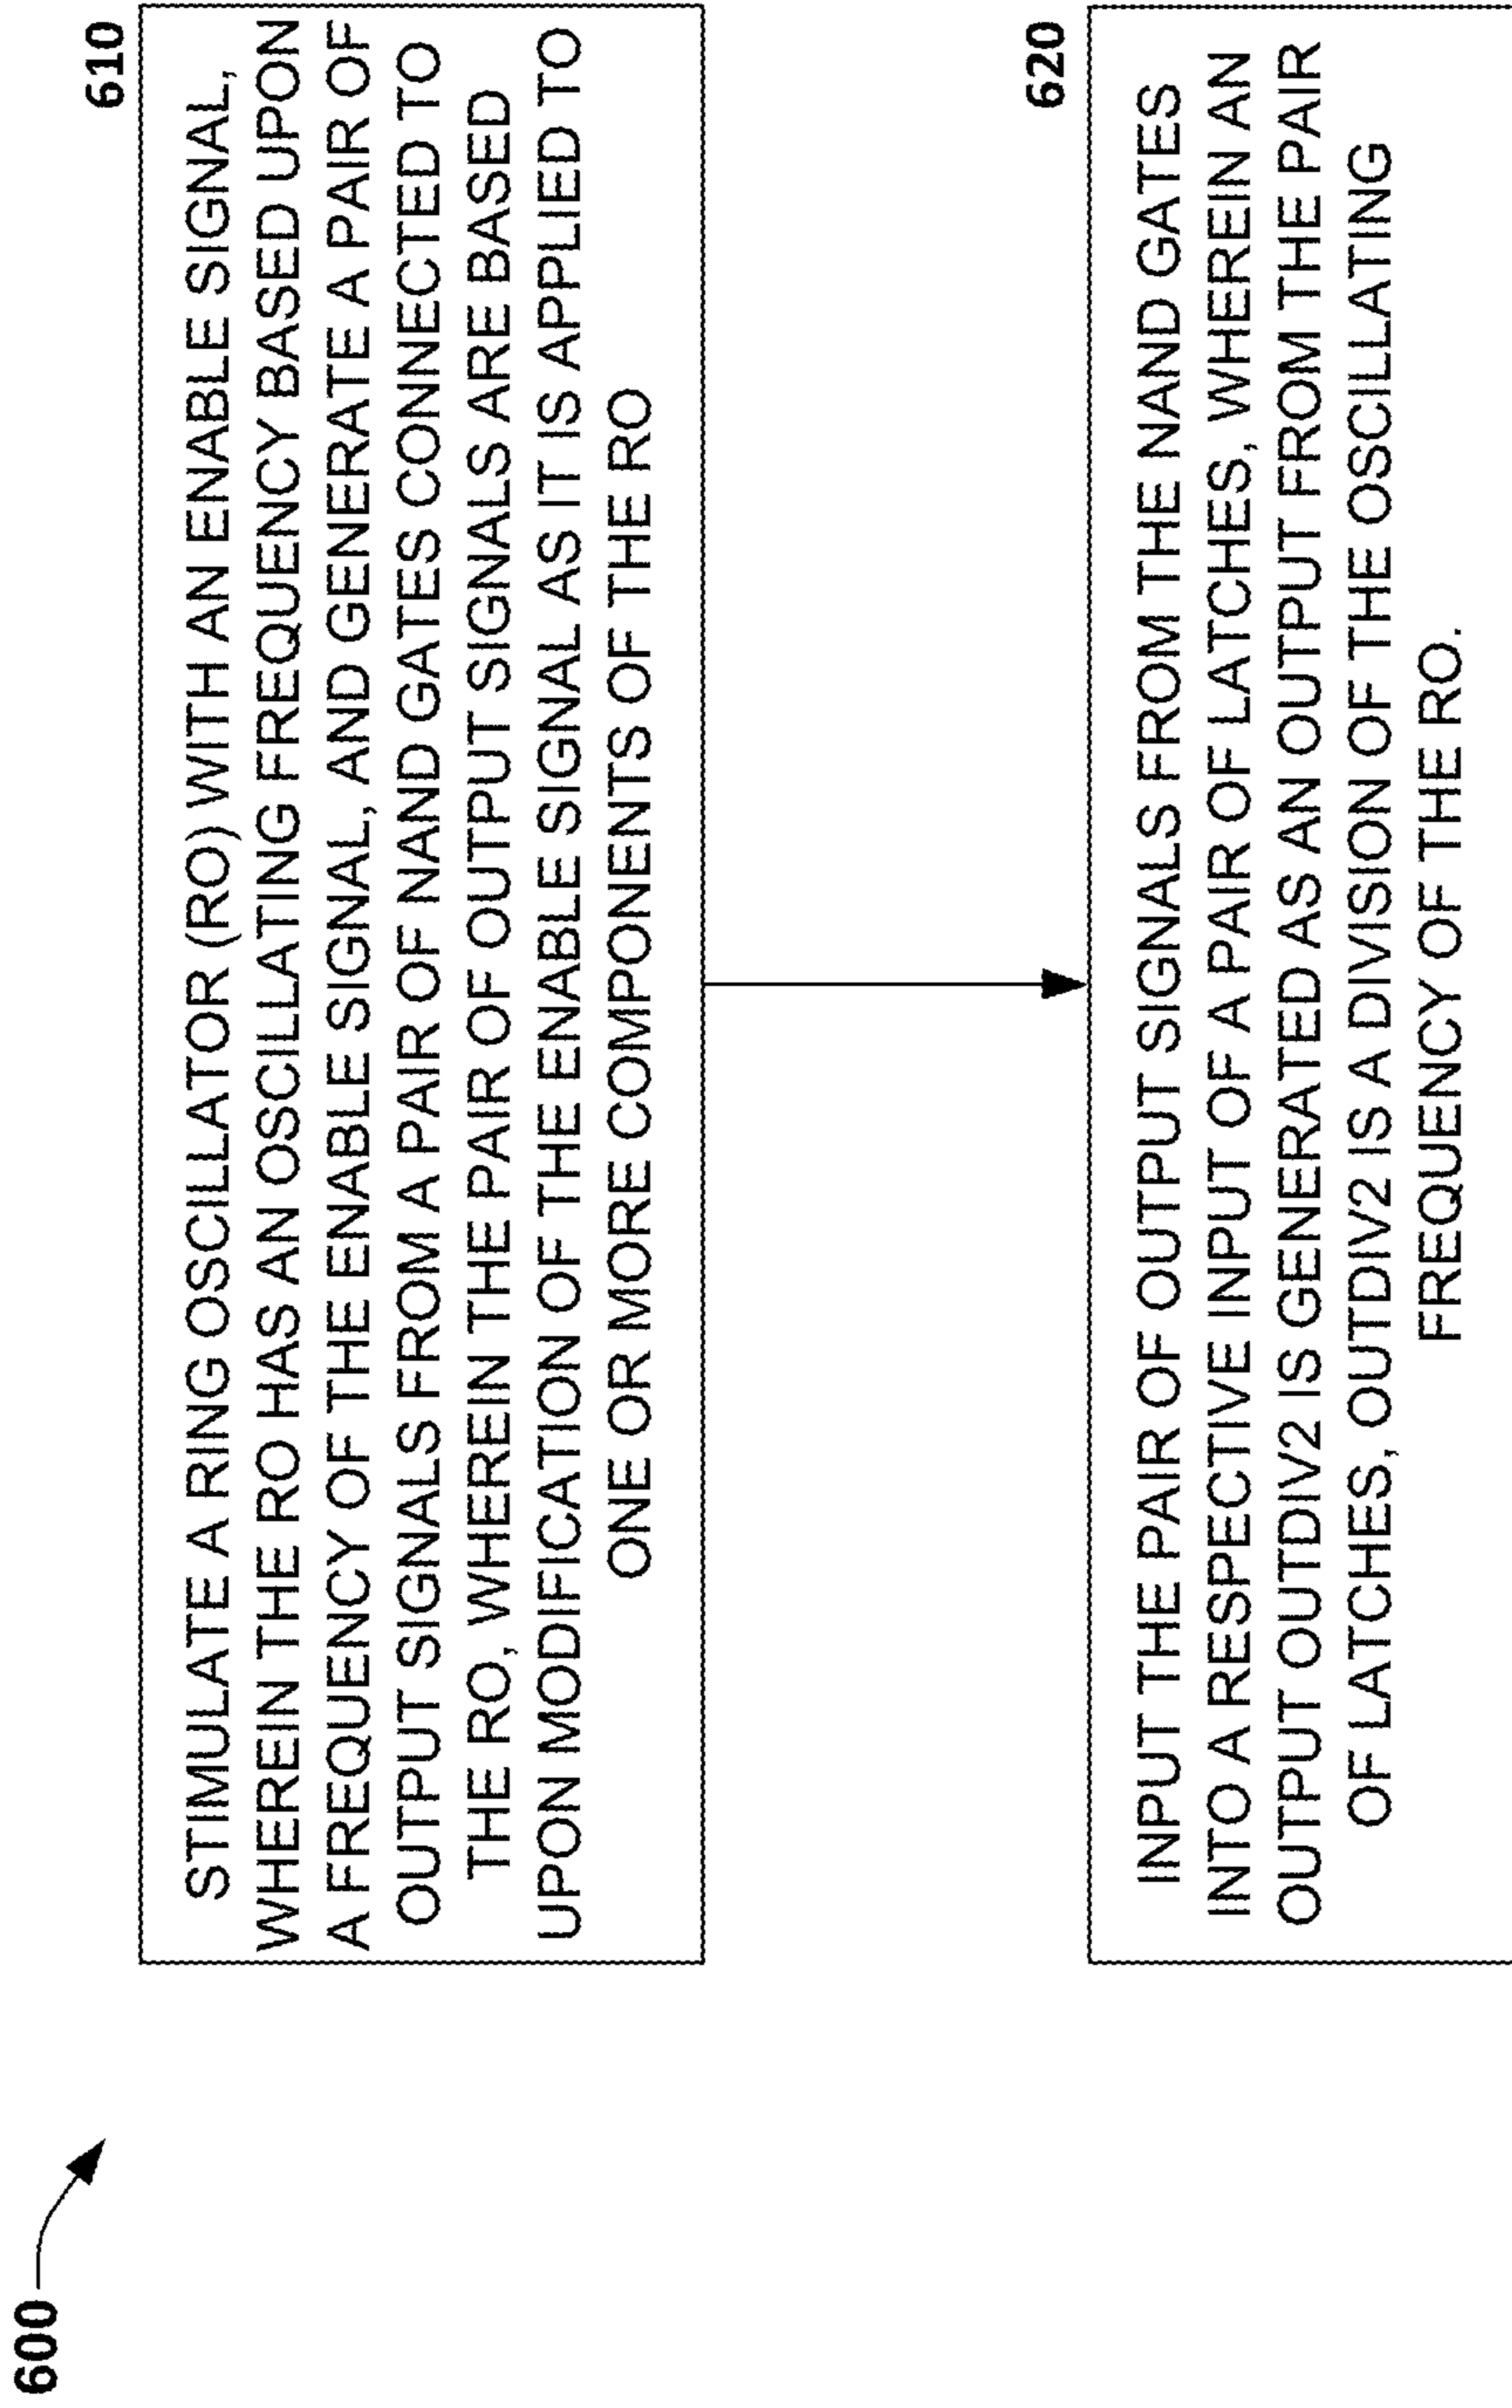 600
610
STIMULATE A RING OSCILLATOR (RO) WITH AN ENABLE SIGNAL,
WHEREIN THE RO HAS AN OSCILLATING FREQUENCY BASED UPON
A FREQUENCY OF THE ENABLE SIGNAL, AND GENERATE A PAIR OF
OUTPUT SIGNALS FROM A PAIR OF NAND GATES CONNECTED TO
THE RO, WHEREIN THE PAIR OF OUTPUT SIGNALS ARE BASED
UPON MODIFICATION OF THE ENABLE SIGNAL AS IT IS APPLIED TO
ONE OR MORE COMPONENTS OF THE RO
620
INPUT THE PAIR OF OUTPUT SIGNALS FROM THE NAND GATES
INTO A RESPECTIVE INPUT OF A PAIR OF LATCHES, WHEREIN AN
OUTPUT OUTDIV2 IS GENERATED AS AN OUTPUT FROM THE PAIR
OF LATCHES, OUTDIV2 IS A DIVISION OF THE OSCILLATING
FREQUENCY OF THE RO.